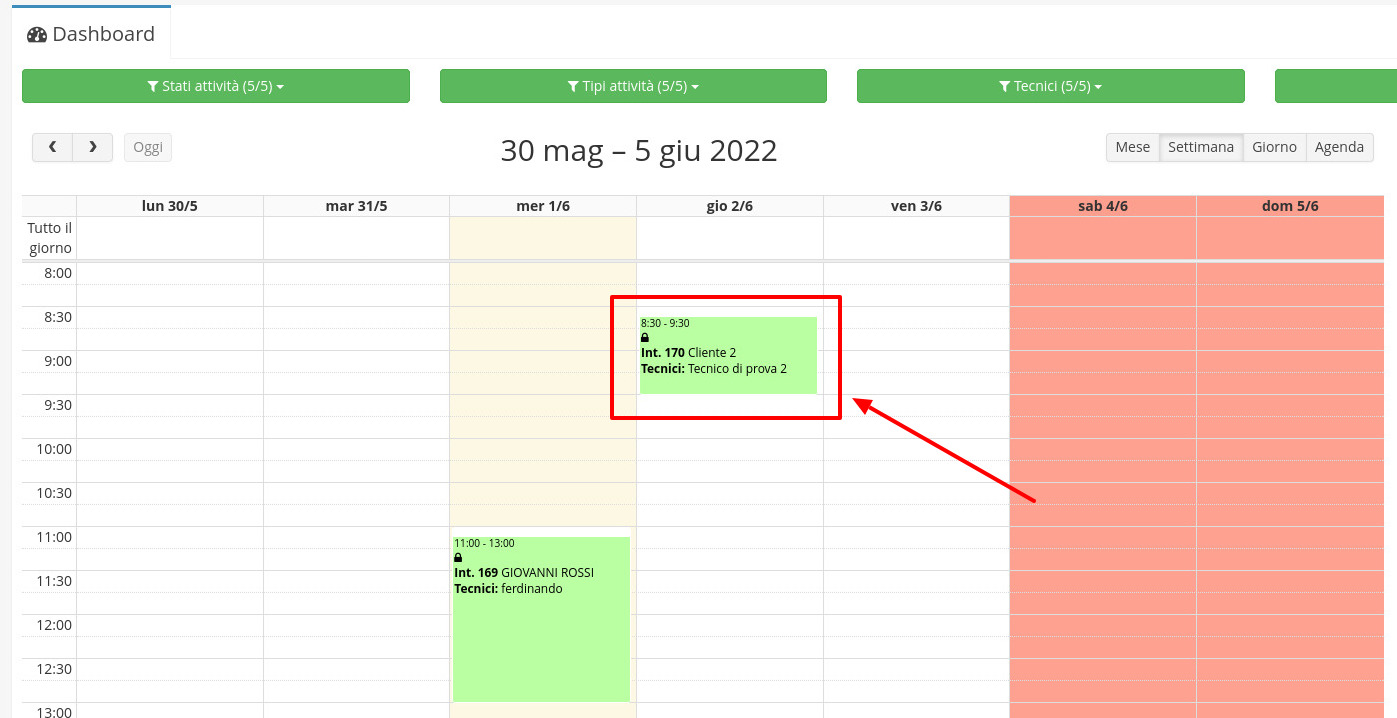 Dashboard
Stati attività (5/5)
Tipi attività (5/5)
Tecnici (5/5)
Oggi
30 mag – 5 giu 2022
Mese
Settimana
Giorno
Agenda
lun 30/5
mar 31/5
mer 1/6
gio 2/6
ven 3/6
sab 4/6
dom 5/6
Tutto il
giorno
8:00
8:30
9:00
9:30
10:00
10:30
11:00
11:30
12:00
12:30
13:00
8:30 - 9:30
Int. 170 Cliente 2
Tecnici: Tecnico di prova 2
11:00 - 13:00
Int. 169 GIOVANNI ROSSI
Tecnici: ferdinando